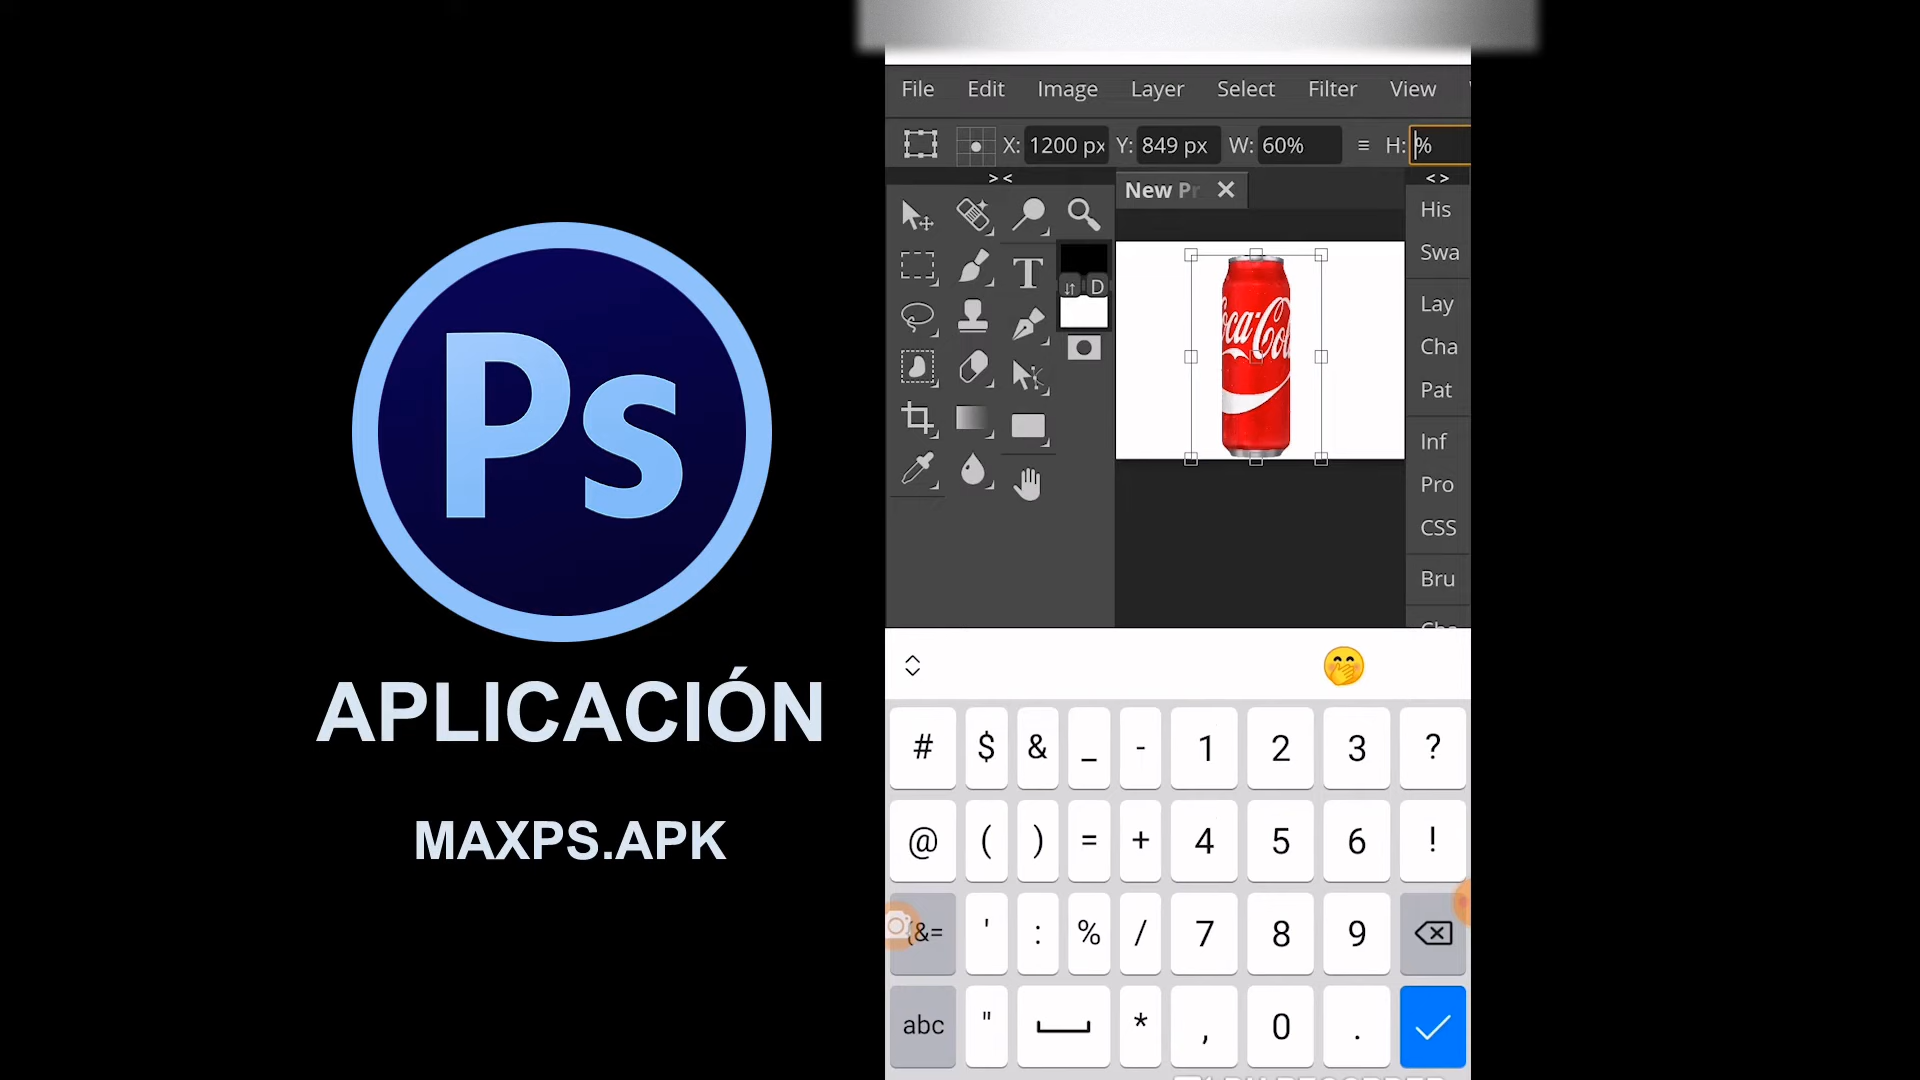 Ps
APLICACIÓN
MAXPS.APK
File Edit Image Layer Select Filter View
X: 1200 px Y: 849 px W: 60% H: %
> < < >
New Pr
His
Swa
T
D
Lay
Cha
Pat
Inf
Pro
CSS
Bru
Coca-Cola
# $ & _ - 1 2 3 ?
@ ( ) = + 4 5 6 !
&= ' : % / 7 8 9
abc " * , 0 .